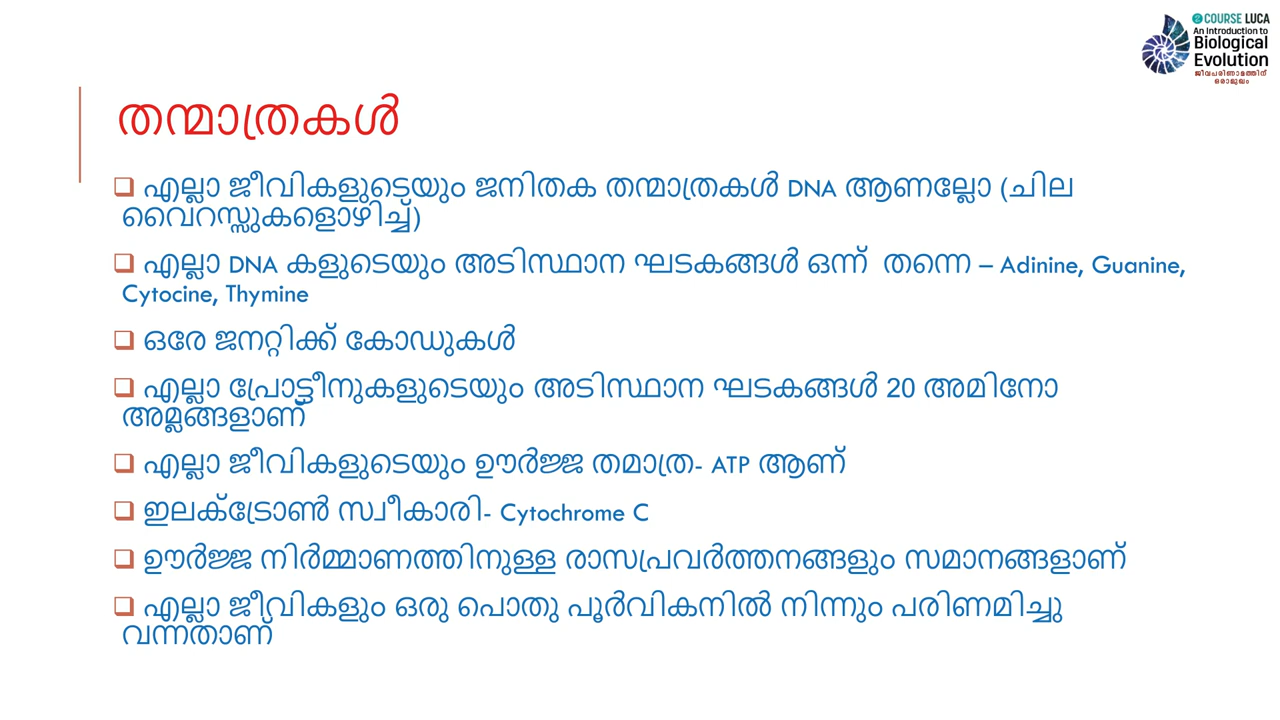 COURSE LUCA
An Introduction to
Biological
Evolution
ജീവപരിണാമത്തിന്
ഒരാമുഖം
തന്മാത്രകൾ
എല്ലാ ജീവികളുടെയും ജനിതക തന്മാത്രകൾ DNA ആണല്ലോ (ചില
വൈറസ്സുകളൊഴിച്ച്)
എല്ലാ DNA കളുടെയും അടിസ്ഥാന ഘടകങ്ങൾ ഒന്ന് തന്നെ – Adinine, Guanine,
Cytocine, Thymine
ഒരേ ജനറ്റിക്ക് കോഡുകൾ
എല്ലാ പ്രോട്ടീനുകളുടെയും അടിസ്ഥാന ഘടകങ്ങൾ 20 അമിനോ
അമ്ലങ്ങളാണ്
എല്ലാ ജീവികളുടെയും ഊർജ്ജ തമാത്ര- ATP ആണ്
ഇലക്ട്രോൺ സ്വീകാരി- Cytochrome C
ഊർജ്ജ നിർമ്മാണത്തിനുള്ള രാസപ്രവർത്തനങ്ങളും സമാനങ്ങളാണ്
എല്ലാ ജീവികളും ഒരു പൊതു പൂർവികനിൽ നിന്നും പരിണമിച്ചു
വന്നതാണ്